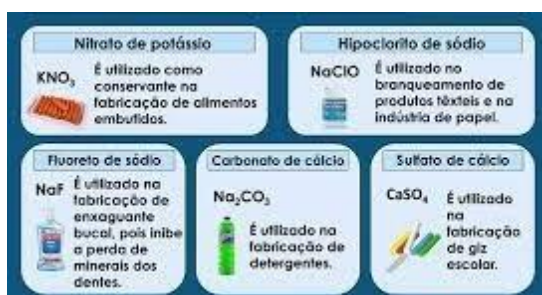 Nitrato de potássio
KNO₃
É utilizado como
conservante na
fabricação de alimentos
embutidos.
Hipoclorito de sódio
NaClO
É utilizado no
branqueamento de
produtos têxteis e na
indústria de papel.
Fluoreto de sódio
NaF
É utilizado na
fabricação de
enxaguante
bucal, pois inibe
a perda de
minerais dos
dentes.
Carbonato de cálcio
Na₂CO₃
É utilizado na
fabricação de
detergentes.
Sulfato de cálcio
CaSO₄
É utilizado
na
fabricação
de giz
escolar.